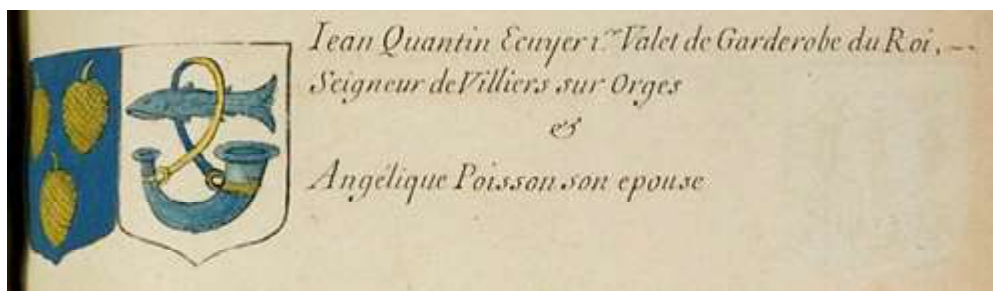 Iean Quantin Ecuyer 1.er Valet de Garderobe du Roi, --
Seigneur de Villiers sur Orges
&
Angélique Poisson son epouse